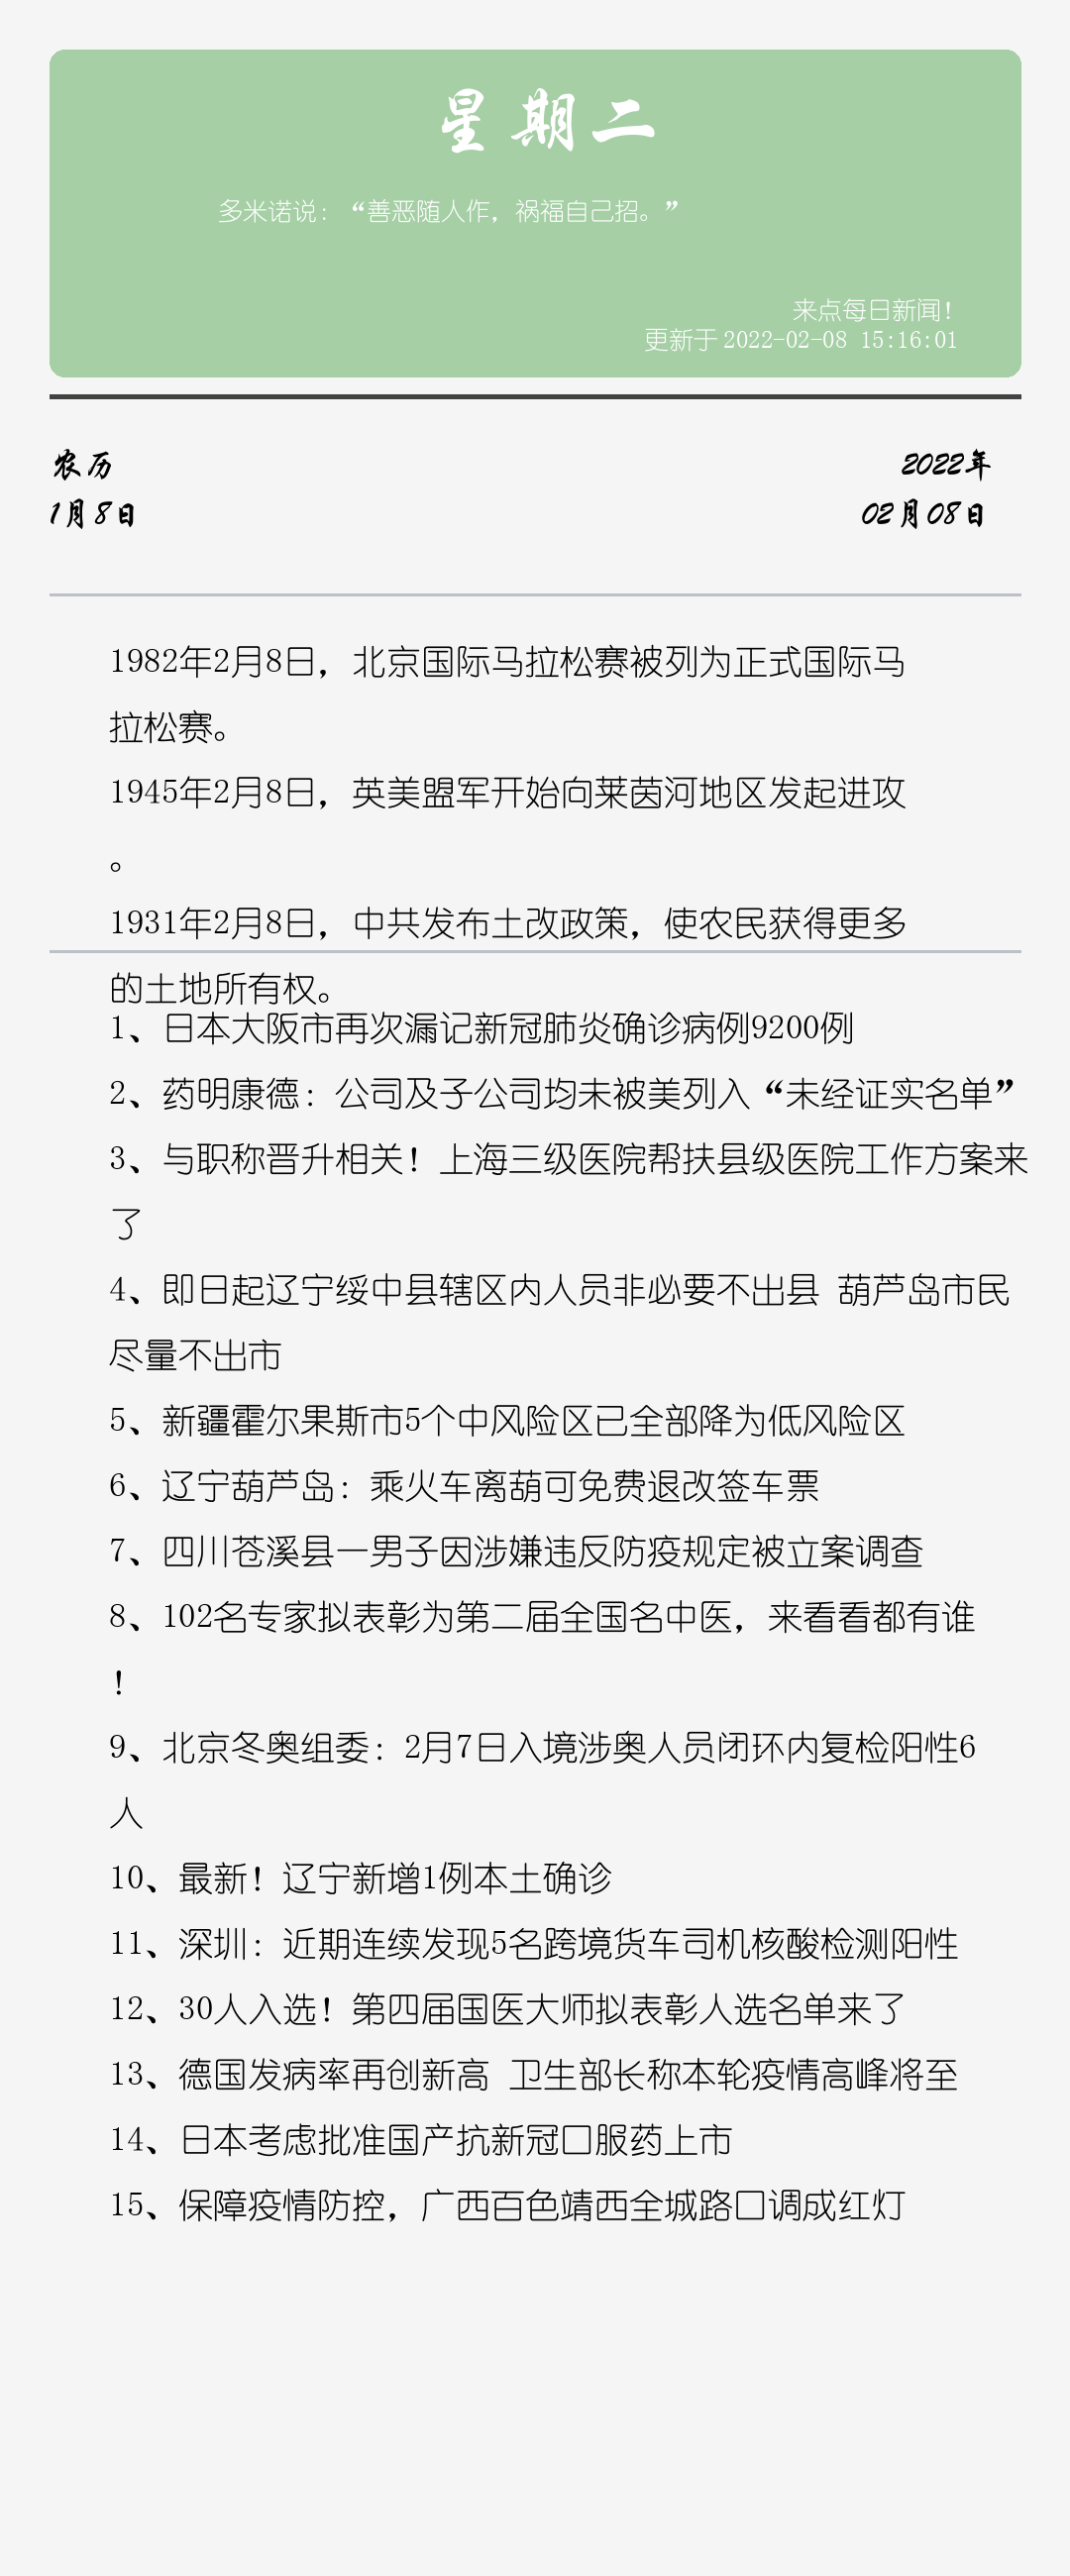 星期二
多米诺说：“善恶随人作，祸福自己招。”
来点每日新闻！
更新于 2022-02-08 15:16:01
农历
2022年
1月8日
02月08日
1982年2月8日，北京国际马拉松赛被列为正式国际马
拉松赛。
1945年2月8日，英美盟军开始向莱茵河地区发起进攻
。
1931年2月8日，中共发布土改政策，使农民获得更多
的土地所有权。
1、日本大阪市再次漏记新冠肺炎确诊病例9200例
2、药明康德：公司及子公司均未被美列入“未经证实名单”
3、与职称晋升相关！上海三级医院帮扶县级医院工作方案来
了
4、即日起辽宁绥中县辖区内人员非必要不出县 葫芦岛市民
尽量不出市
5、新疆霍尔果斯市5个中风险区已全部降为低风险区
6、辽宁葫芦岛：乘火车离葫可免费退改签车票
7、四川苍溪县一男子因涉嫌违反防疫规定被立案调查
8、102名专家拟表彰为第二届全国名中医，来看看都有谁
！
9、北京冬奥组委：2月7日入境涉奥人员闭环内复检阳性6
人
10、最新！辽宁新增1例本土确诊
11、深圳：近期连续发现5名跨境货车司机核酸检测阳性
12、30人入选！第四届国医大师拟表彰人选名单来了
13、德国发病率再创新高 卫生部长称本轮疫情高峰将至
14、日本考虑批准国产抗新冠口服药上市
15、保障疫情防控，广西百色靖西全城路口调成红灯